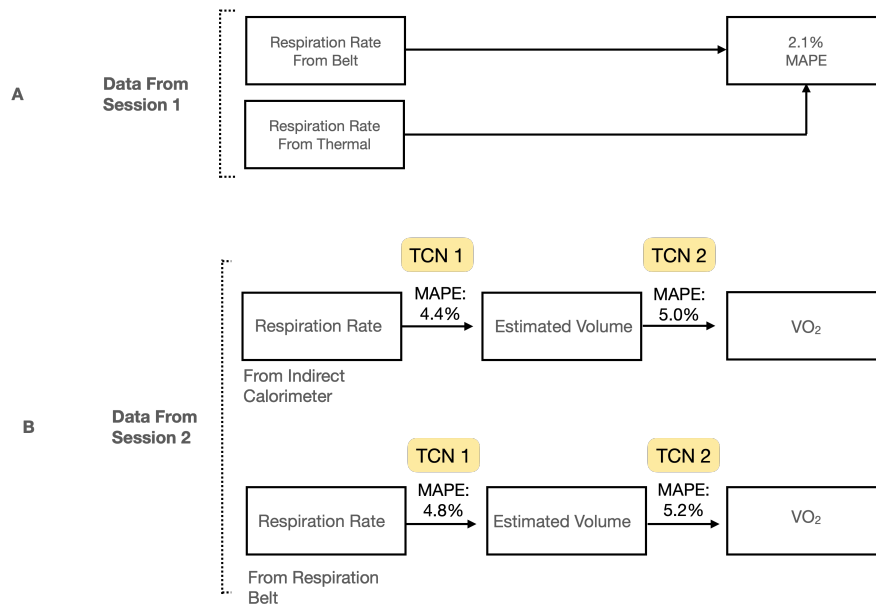 A
Data From
Session 1
Respiration Rate
From Belt
2.1%
MAPE
Respiration Rate
From Thermal
B
Data From
Session 2
TCN 1
TCN 2
MAPE:
4.4%
MAPE:
5.0%
Respiration Rate
Estimated Volume
VO₂
From Indirect
Calorimeter
TCN 1
TCN 2
MAPE:
4.8%
MAPE:
5.2%
Respiration Rate
Estimated Volume
VO₂
From Respiration
Belt